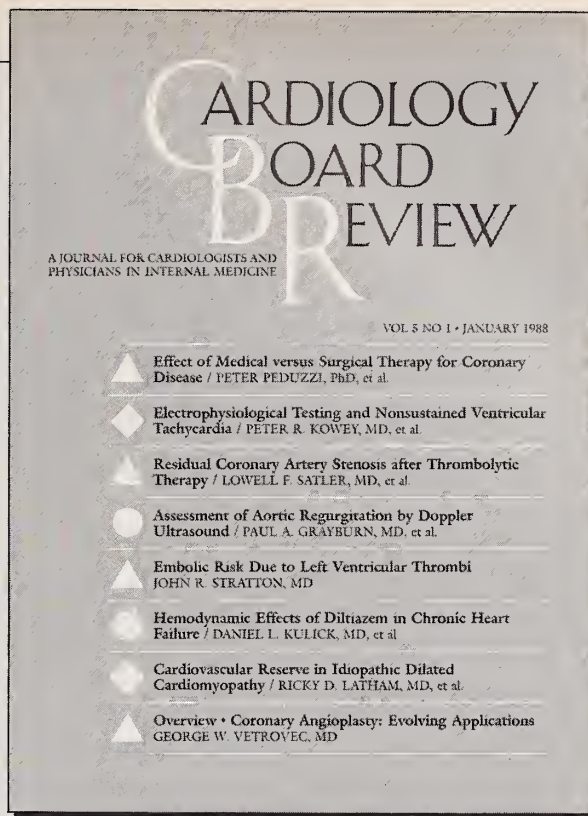 CARDIOLOGY
BOARD
REVIEW
A JOURNAL FOR CARDIOLOGISTS AND
PHYSICIANS IN INTERNAL MEDICINE
VOL 5 NO 1 • JANUARY 1988
Effect of Medical versus Surgical Therapy for Coronary
Disease / PETER PEDUZZI, PhD, et al.
Electrophysiological Testing and Nonsustained Ventricular
Tachycardia / PETER R. KOWEY, MD, et al.
Residual Coronary Artery Stenosis after Thrombolytic
Therapy / LOWELL F. SATLER, MD, et al.
Assessment of Aortic Regurgitation by Doppler
Ultrasound / PAUL A. GRAYBURN, MD, et al.
Embolic Risk Due to Left Ventricular Thrombi
JOHN R. STRATTON, MD
Hemodynamic Effects of Diltiazem in Chronic Heart
Failure / DANIEL L. KULICK, MD, et al
Cardiovascular Reserve in Idiopathic Dilated
Cardiomyopathy / RICKY D. LATHAM, MD, et al.
Overview • Coronary Angioplasty: Evolving Applications
GEORGE W. VETROVEC, MD